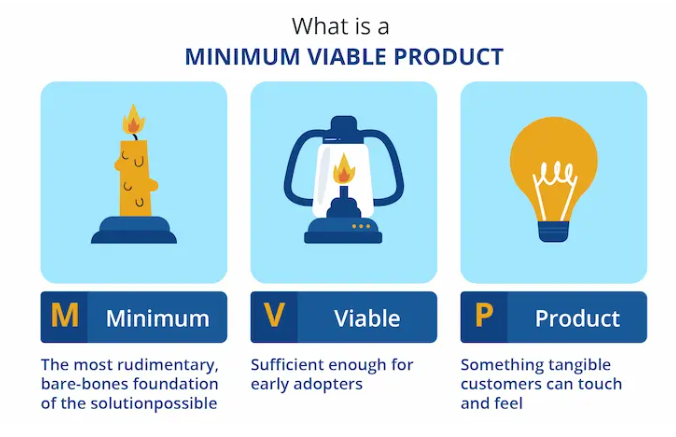 What is a
MINIMUM VIABLE PRODUCT
M Minimum
The most rudimentary,
bare-bones foundation
of the solutionpossible
V Viable
Sufficient enough for
early adopters
P Product
Something tangible
customers can touch
and feel